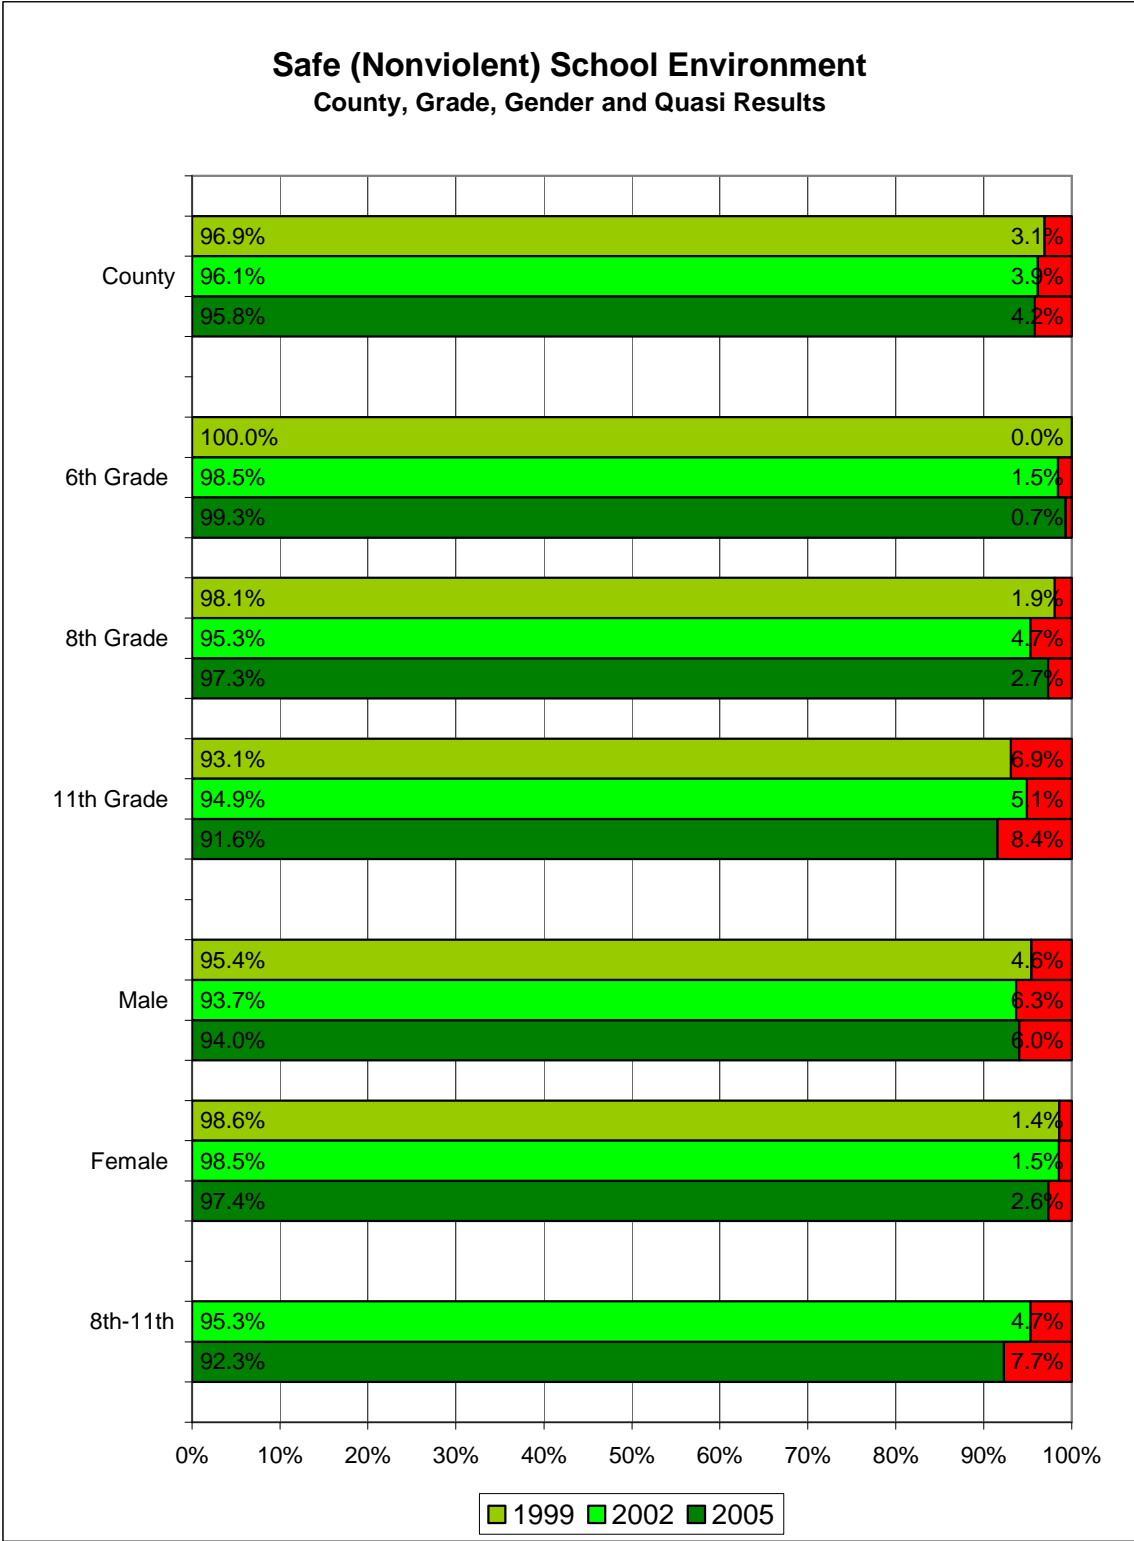 Safe (Nonviolent) School Environment
County, Grade, Gender and Quasi Results
96.9% 3.1%
County 96.1% 3.9%
95.8% 4.2%
100.0% 0.0%
6th Grade 98.5% 1.5%
99.3% 0.7%
98.1% 1.9%
8th Grade 95.3% 4.7%
97.3% 2.7%
93.1% 6.9%
11th Grade 94.9% 5.1%
91.6% 8.4%
95.4% 4.6%
Male 93.7% 6.3%
94.0% 6.0%
98.6% 1.4%
Female 98.5% 1.5%
97.4% 2.6%
8th-11th 95.3% 4.7%
92.3% 7.7%
0% 10% 20% 30% 40% 50% 60% 70% 80% 90% 100%
1999 2002 2005